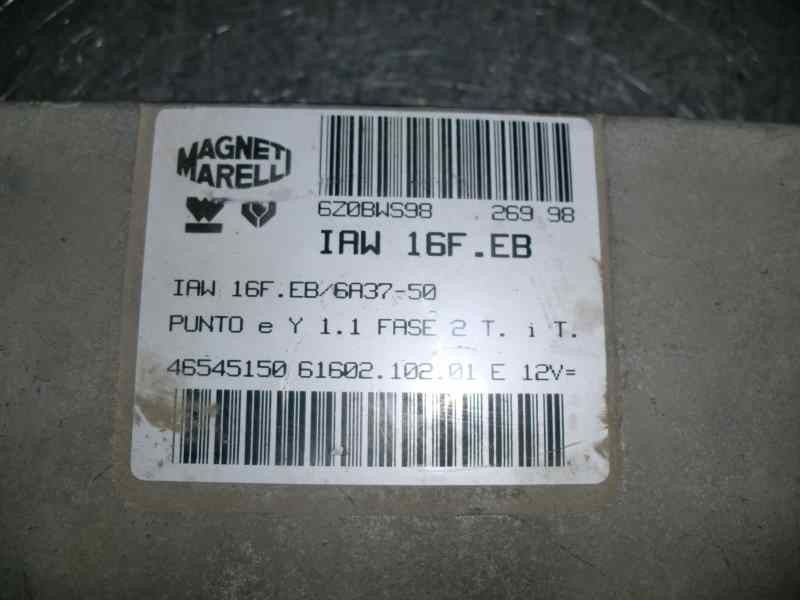 MAGNETI
MARELLI
6Z0BWS98 269 98
IAW 16F.EB
IAW 16F.EB/6A37-50
PUNTO e Y 1.1 FASE 2 T. i T.
46545150 61602.102.01 E 12V=